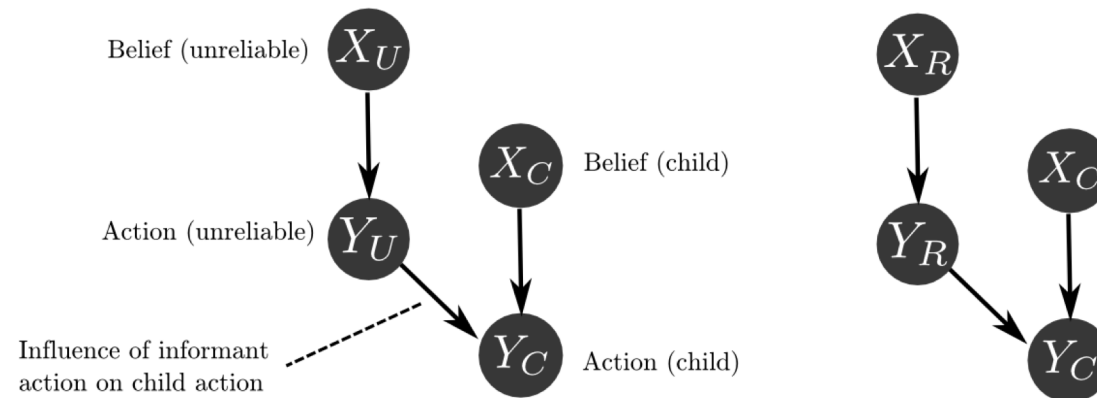 Belief (unreliable)
X_U
X_R
X_C
Belief (child)
X_C
Action (unreliable)
Y_U
Y_R
Influence of informant
action on child action
Y_C
Action (child)
Y_C